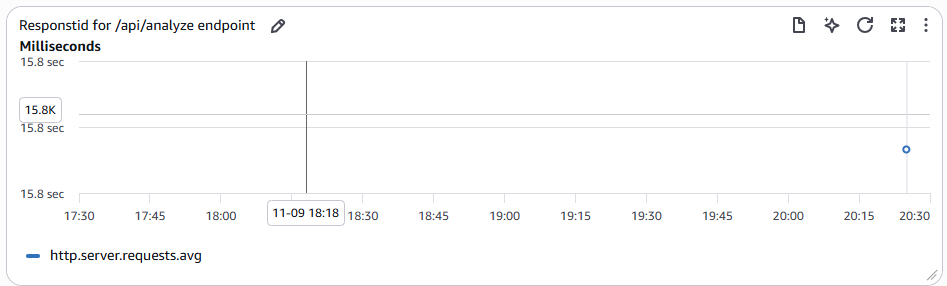 Responstid for /api/analyze endpoint
Milliseconds
15.8 sec
15.8K
15.8 sec
15.8 sec
17:30 17:45 18:00 11-09 18:18 18:30 18:45 19:00 19:15 19:30 19:45 20:00 20:15 20:30
http.server.requests.avg